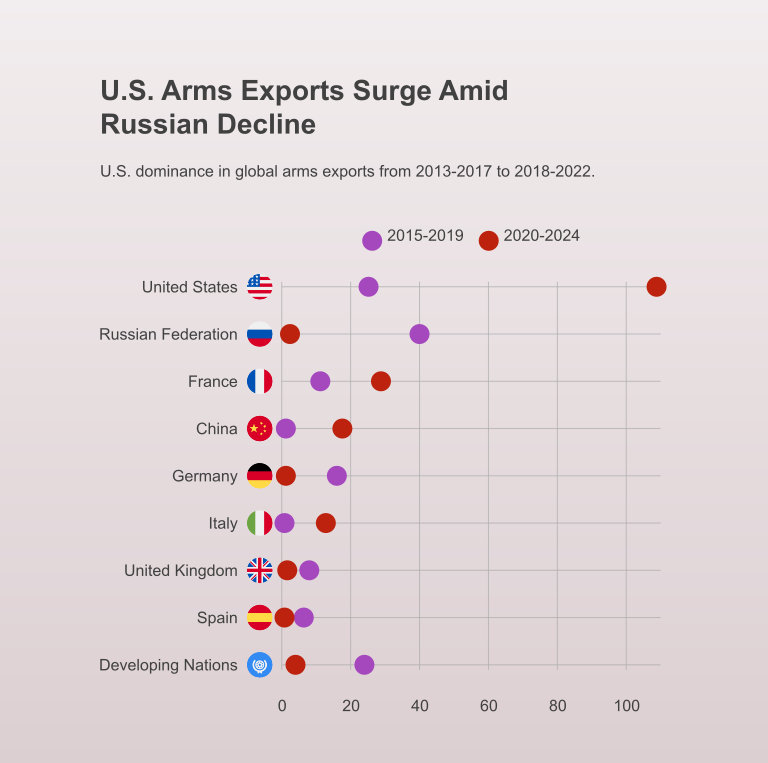 U.S. Arms Exports Surge Amid
Russian Decline
U.S. dominance in global arms exports from 2013-2017 to 2018-2022.
2015-2019 2020-2024
United States
Russian Federation
France
China
Germany
Italy
United Kingdom
Spain
Developing Nations
0 20 40 60 80 100